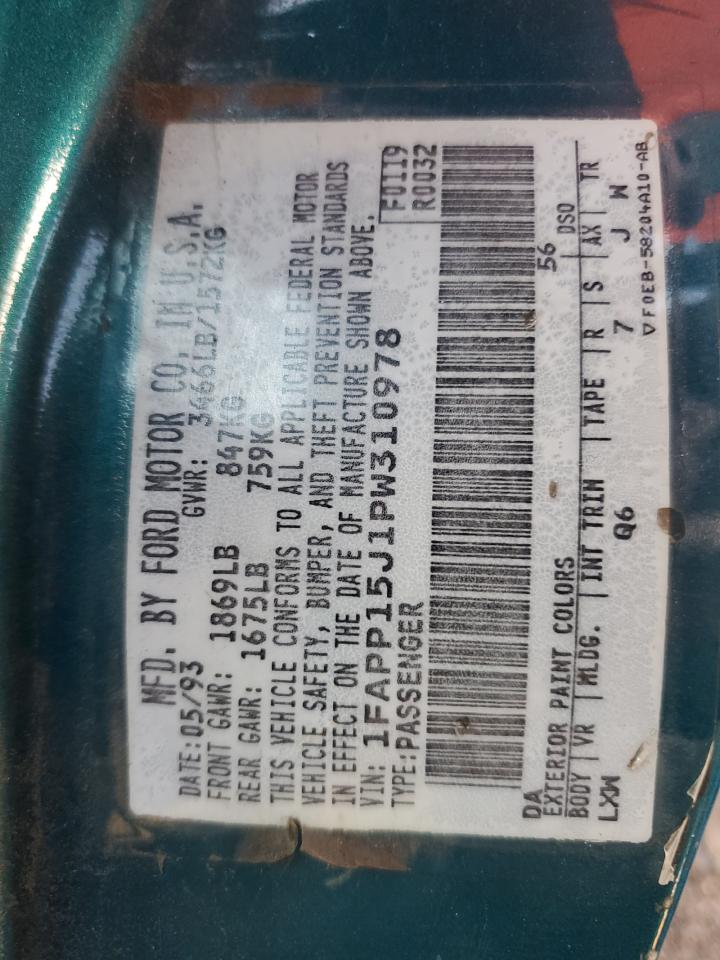 MFD. BY FORD MOTOR CO. IN U.S.A.
DATE:05/93 GVWR: 3466LB/1572KG
FRONT GAWR: 1869LB 847KG
REAR GAWR: 1675LB 759KG
THIS VEHICLE CONFORMS TO ALL APPLICABLE FEDERAL MOTOR
VEHICLE SAFETY, BUMPER, AND THEFT PREVENTION STANDARDS
IN EFFECT ON THE DATE OF MANUFACTURE SHOWN ABOVE.
VIN: 1FAPP15J1PW310978 F0119
TYPE:PASSENGER R0032
DA 56
EXTERIOR PAINT COLORS DSO
BODY VR MLDG. INT TRIM TAPE R S AX TR
LXW Q6 7 J W
▽F0EB-58204A10-AB